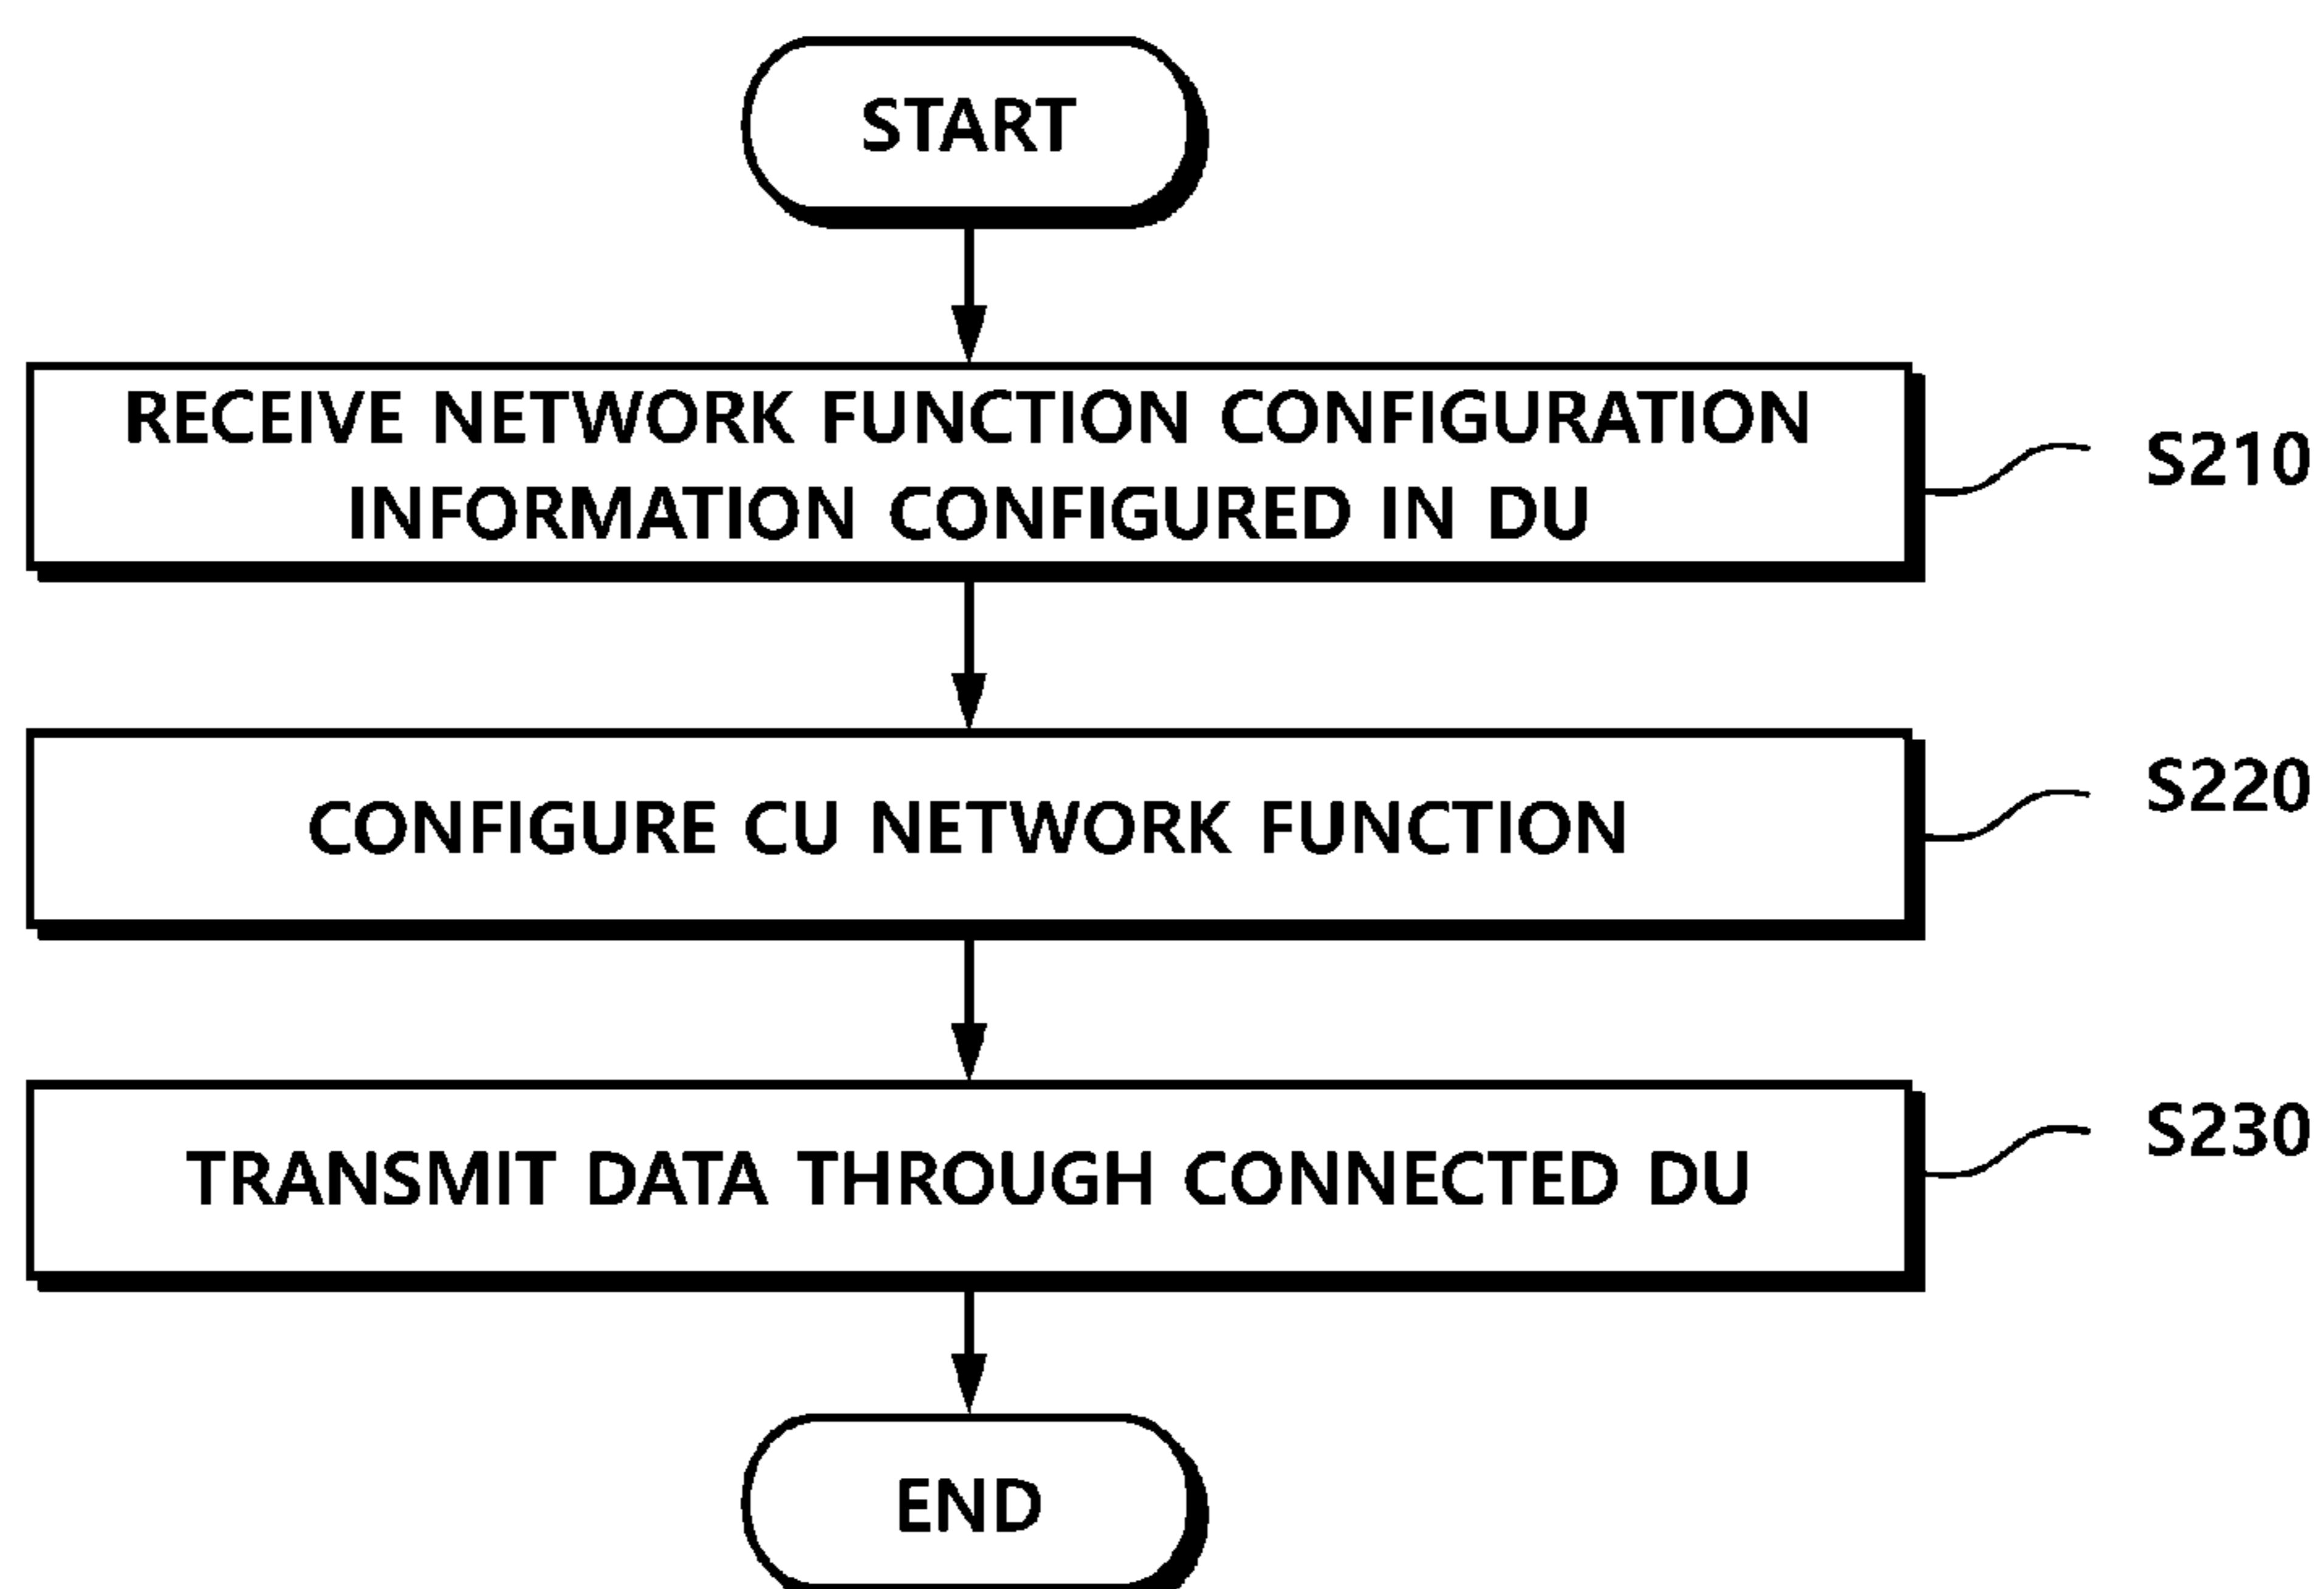 START
RECEIVE NETWORK FUNCTION CONFIGURATION
INFORMATION CONFIGURED IN DU
S210
CONFIGURE CU NETWORK FUNCTION
S220
TRANSMIT DATA THROUGH CONNECTED DU
S230
END